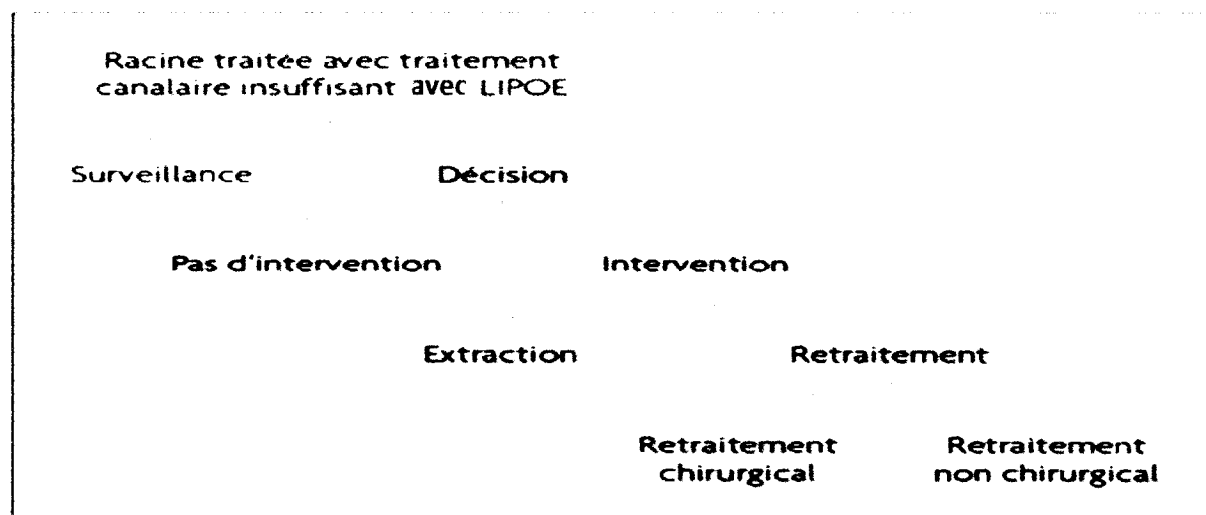 Racine traitée avec traitement
canalaire insuffisant avec LIPOE
Surveillance Décision
Pas d'intervention Intervention
Extraction Retraitement
Retraitement Retraitement
chirurgical non chirurgical